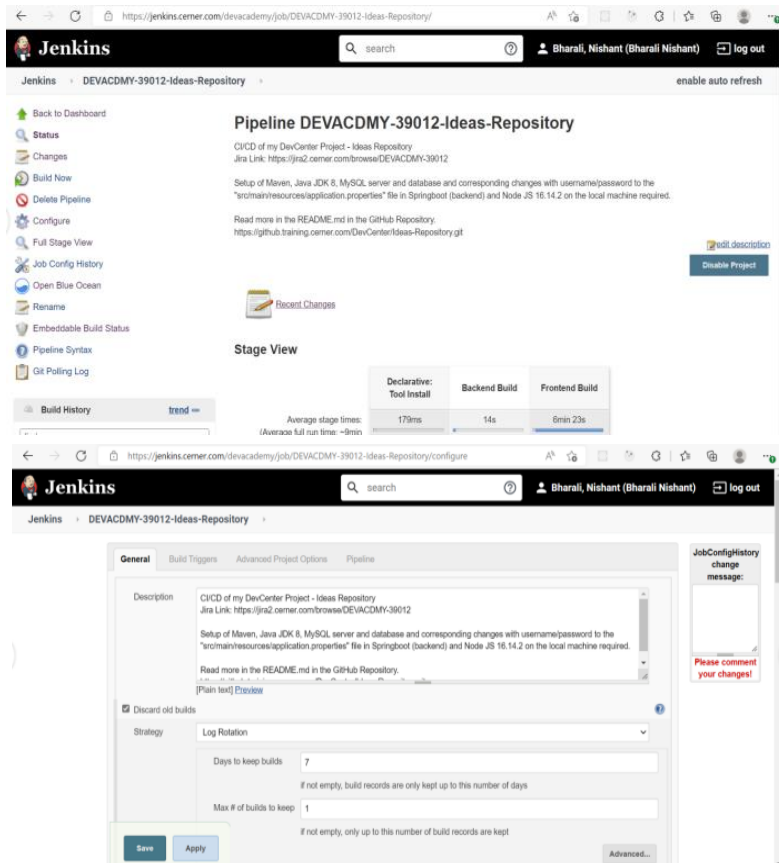 https://jenkins.cerner.com/devacademy/job/DEVACDMY-39012-Ideas-Repository/
Jenkins
search
Bharali, Nishant (Bharali Nishant)
log out
Jenkins
DEVACDMY-39012-Ideas-Repository
enable auto refresh
Back to Dashboard
Status
Changes
Build Now
Delete Pipeline
Configure
Full Stage View
Job Config History
Open Blue Ocean
Rename
Embeddable Build Status
Pipeline Syntax
Git Polling Log
Build History
trend
Pipeline DEVACDMY-39012-Ideas-Repository
CI/CD of my DevCenter Project - Ideas Repository
Jira Link: https://jira2.cerner.com/browse/DEVACDMY-39012
Setup of Maven, Java JDK 8, MySQL server and database and corresponding changes with username/password to the
"src/main/resources/application.properties" file in Springboot (backend) and Node JS 16.14.2 on the local machine required.
Read more in the README.md in the GitHub Repository.
https://github.training.cerner.com/DevCenter/Ideas-Repository.git
edit description
Disable Project
Recent Changes
Stage View
Declarative:
Tool Install
Backend Build
Frontend Build
Average stage times:
179ms
14s
6min 23s
(Average full run time: ~9min
https://jenkins.cerner.com/devacademy/job/DEVACDMY-39012-Ideas-Repository/configure
Jenkins
search
Bharali, Nishant (Bharali Nishant)
log out
Jenkins
DEVACDMY-39012-Ideas-Repository
General
Build Triggers
Advanced Project Options
Pipeline
Description
CI/CD of my DevCenter Project - Ideas Repository
Jira Link: https://jira2.cerner.com/browse/DEVACDMY-39012
Setup of Maven, Java JDK 8, MySQL server and database and corresponding changes with username/password to the
"src/main/resources/application.properties" file in Springboot (backend) and Node JS 16.14.2 on the local machine required.
Read more in the README.md in the GitHub Repository.
[Plain text] Preview
Discard old builds
Strategy
Log Rotation
Days to keep builds
7
if not empty, build records are only kept up to this number of days
Max # of builds to keep
1
if not empty, only up to this number of build records are kept
Save
Apply
Advanced...
JobConfigHistory
change
message:
Please comment
your changes!